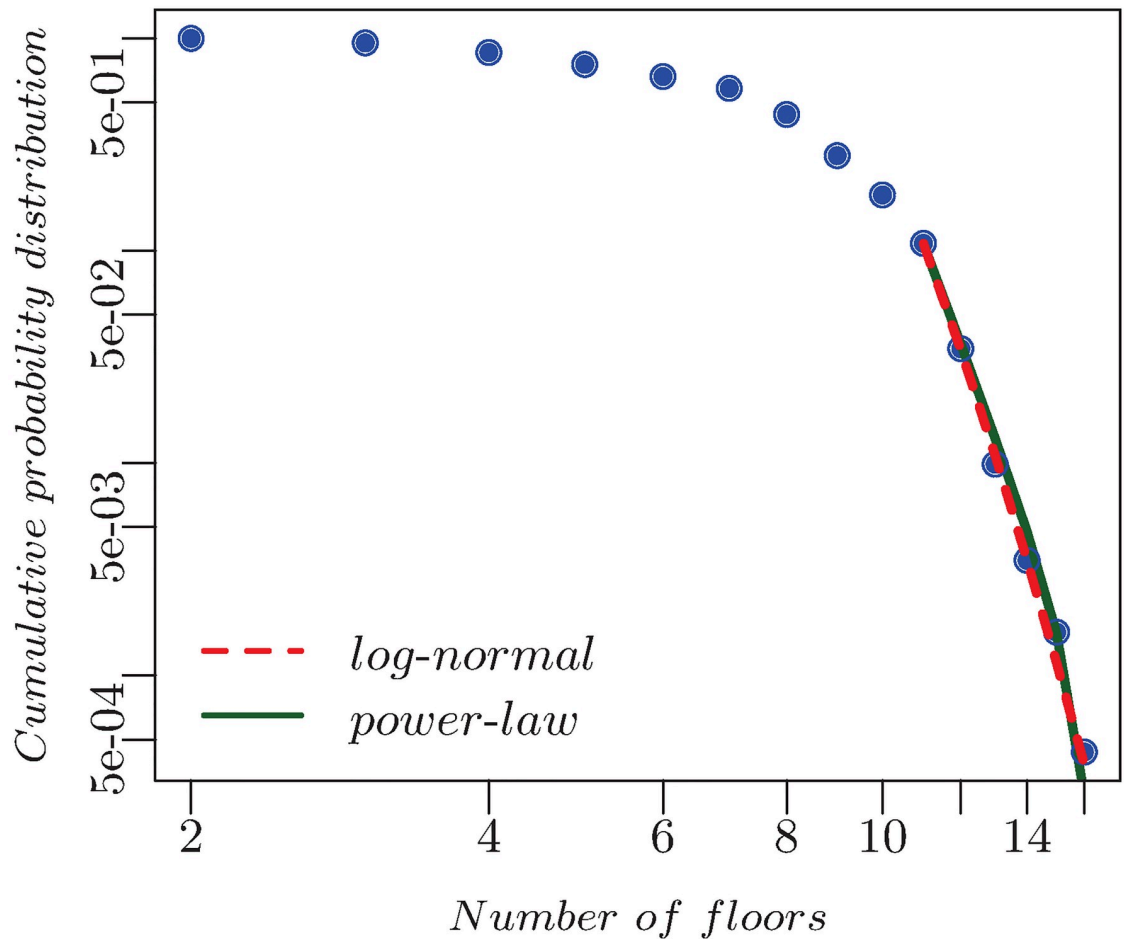 Cumulative probability distribution
5e-01
5e-02
5e-03
5e-04
log-normal
power-law
2 4 6 8 10 14
Number of floors